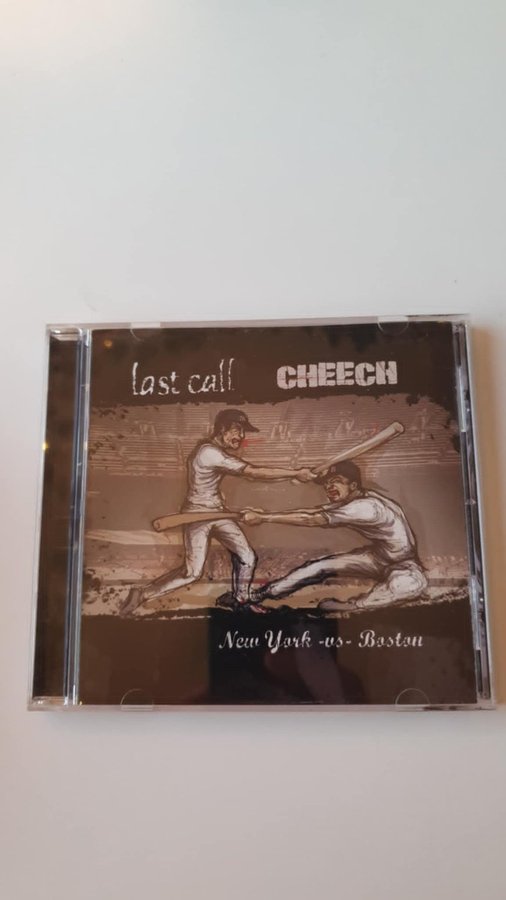 last call
CHEECH
New York -vs- Boston